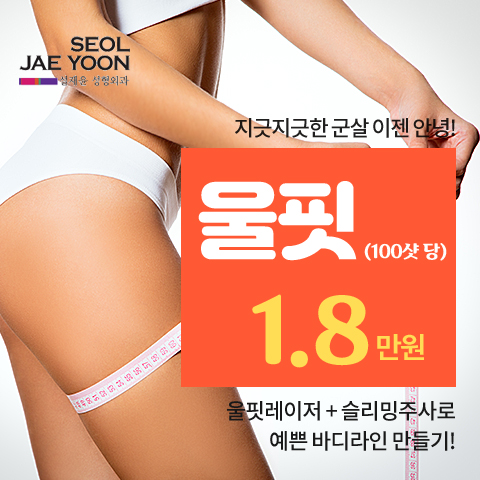 SEOL
JAE YOON
설재윤 성형외과
지긋지긋한 군살 이젠 안녕!
울핏
(100샷 당)
1.8 만원
울핏레이저 + 슬리밍주사로
예쁜 바디라인 만들기!